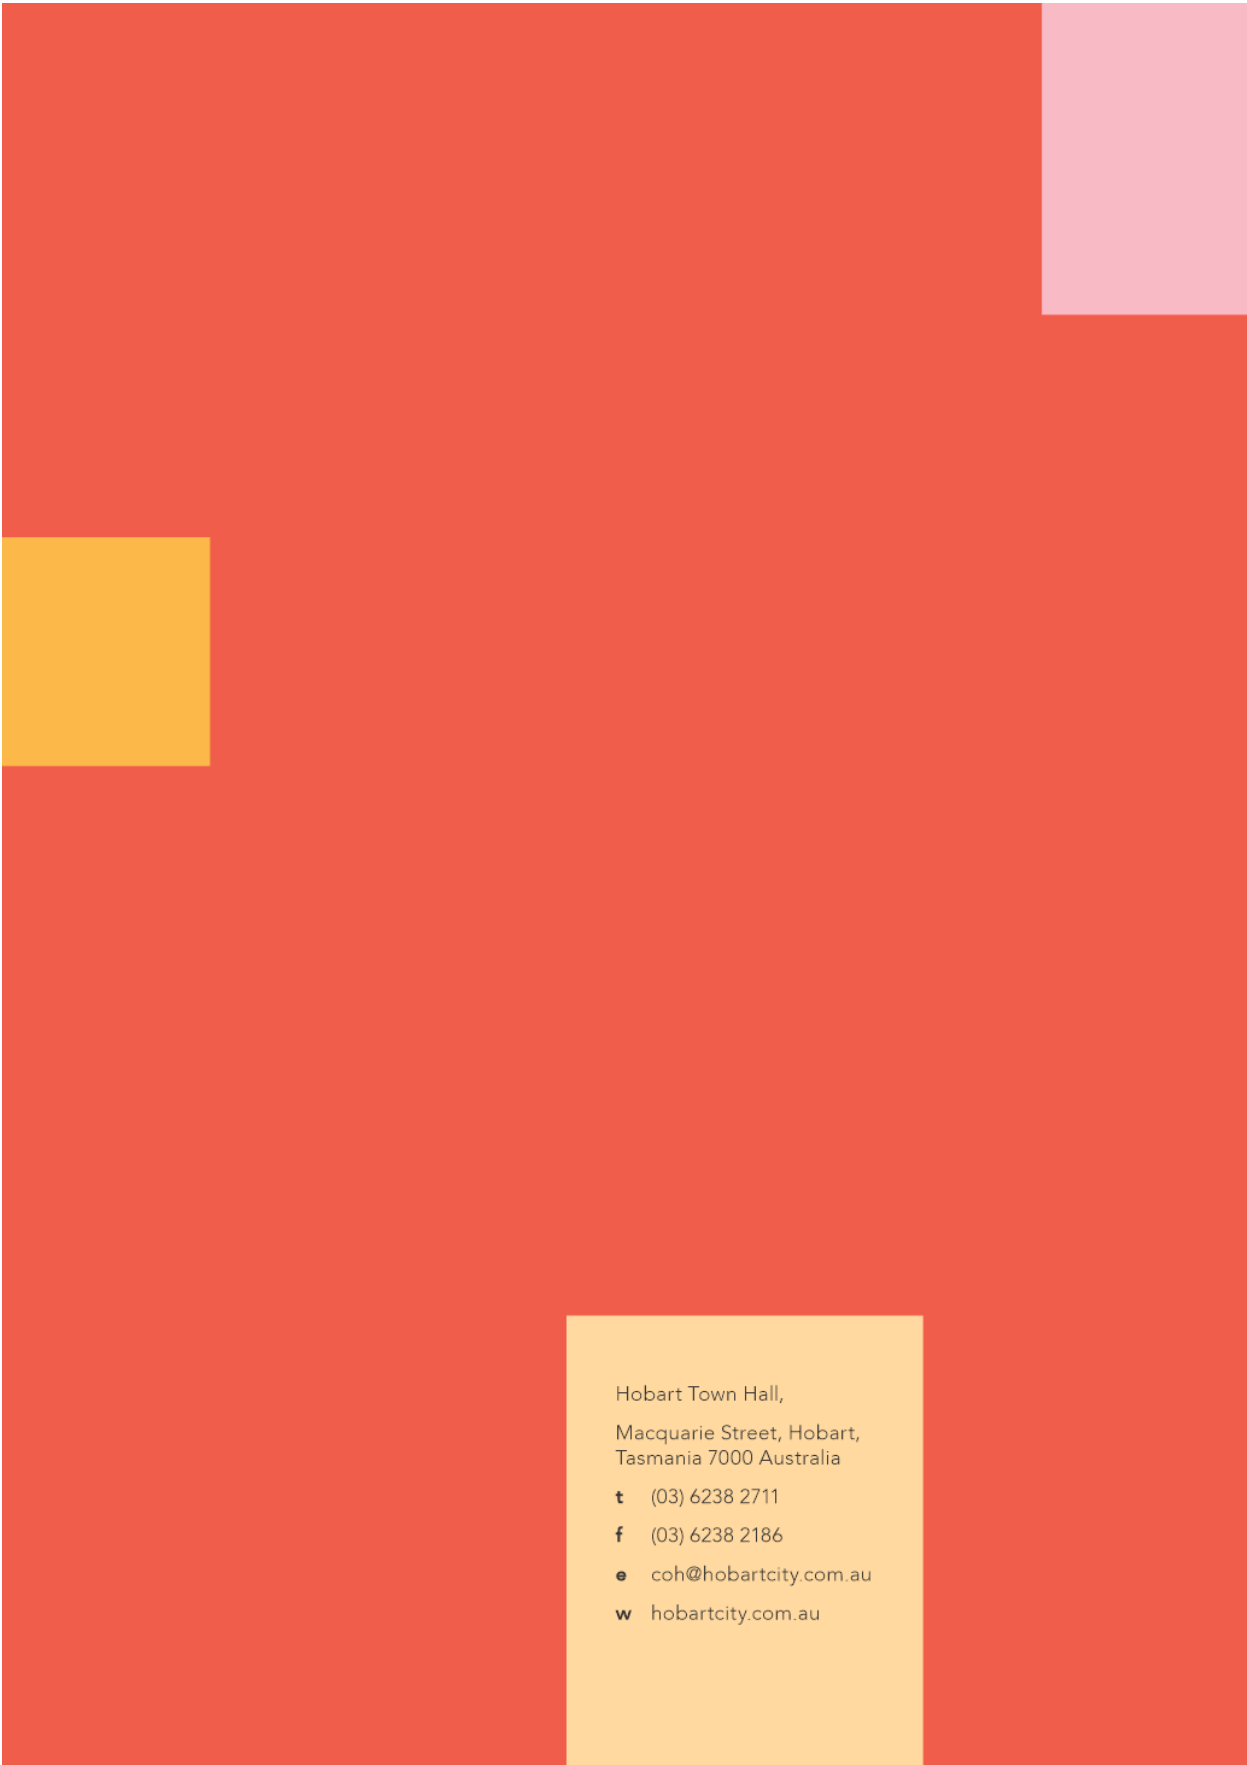 Hobart Town Hall,
Macquarie Street, Hobart,
Tasmania 7000 Australia
t (03) 6238 2711
f (03) 6238 2186
e coh@hobartcity.com.au
w hobartcity.com.au